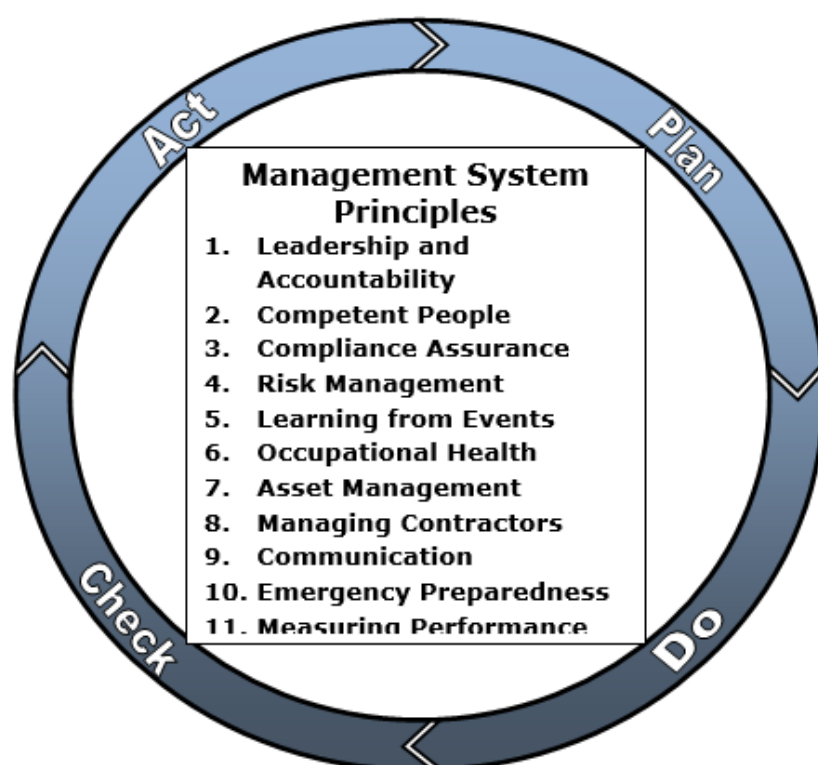 Act
Plan
Management System
Principles
1. Leadership and
Accountability
2. Competent People
3. Compliance Assurance
4. Risk Management
5. Learning from Events
6. Occupational Health
7. Asset Management
8. Managing Contractors
9. Communication
10. Emergency Preparedness
11. Measuring Performance
Check
Do